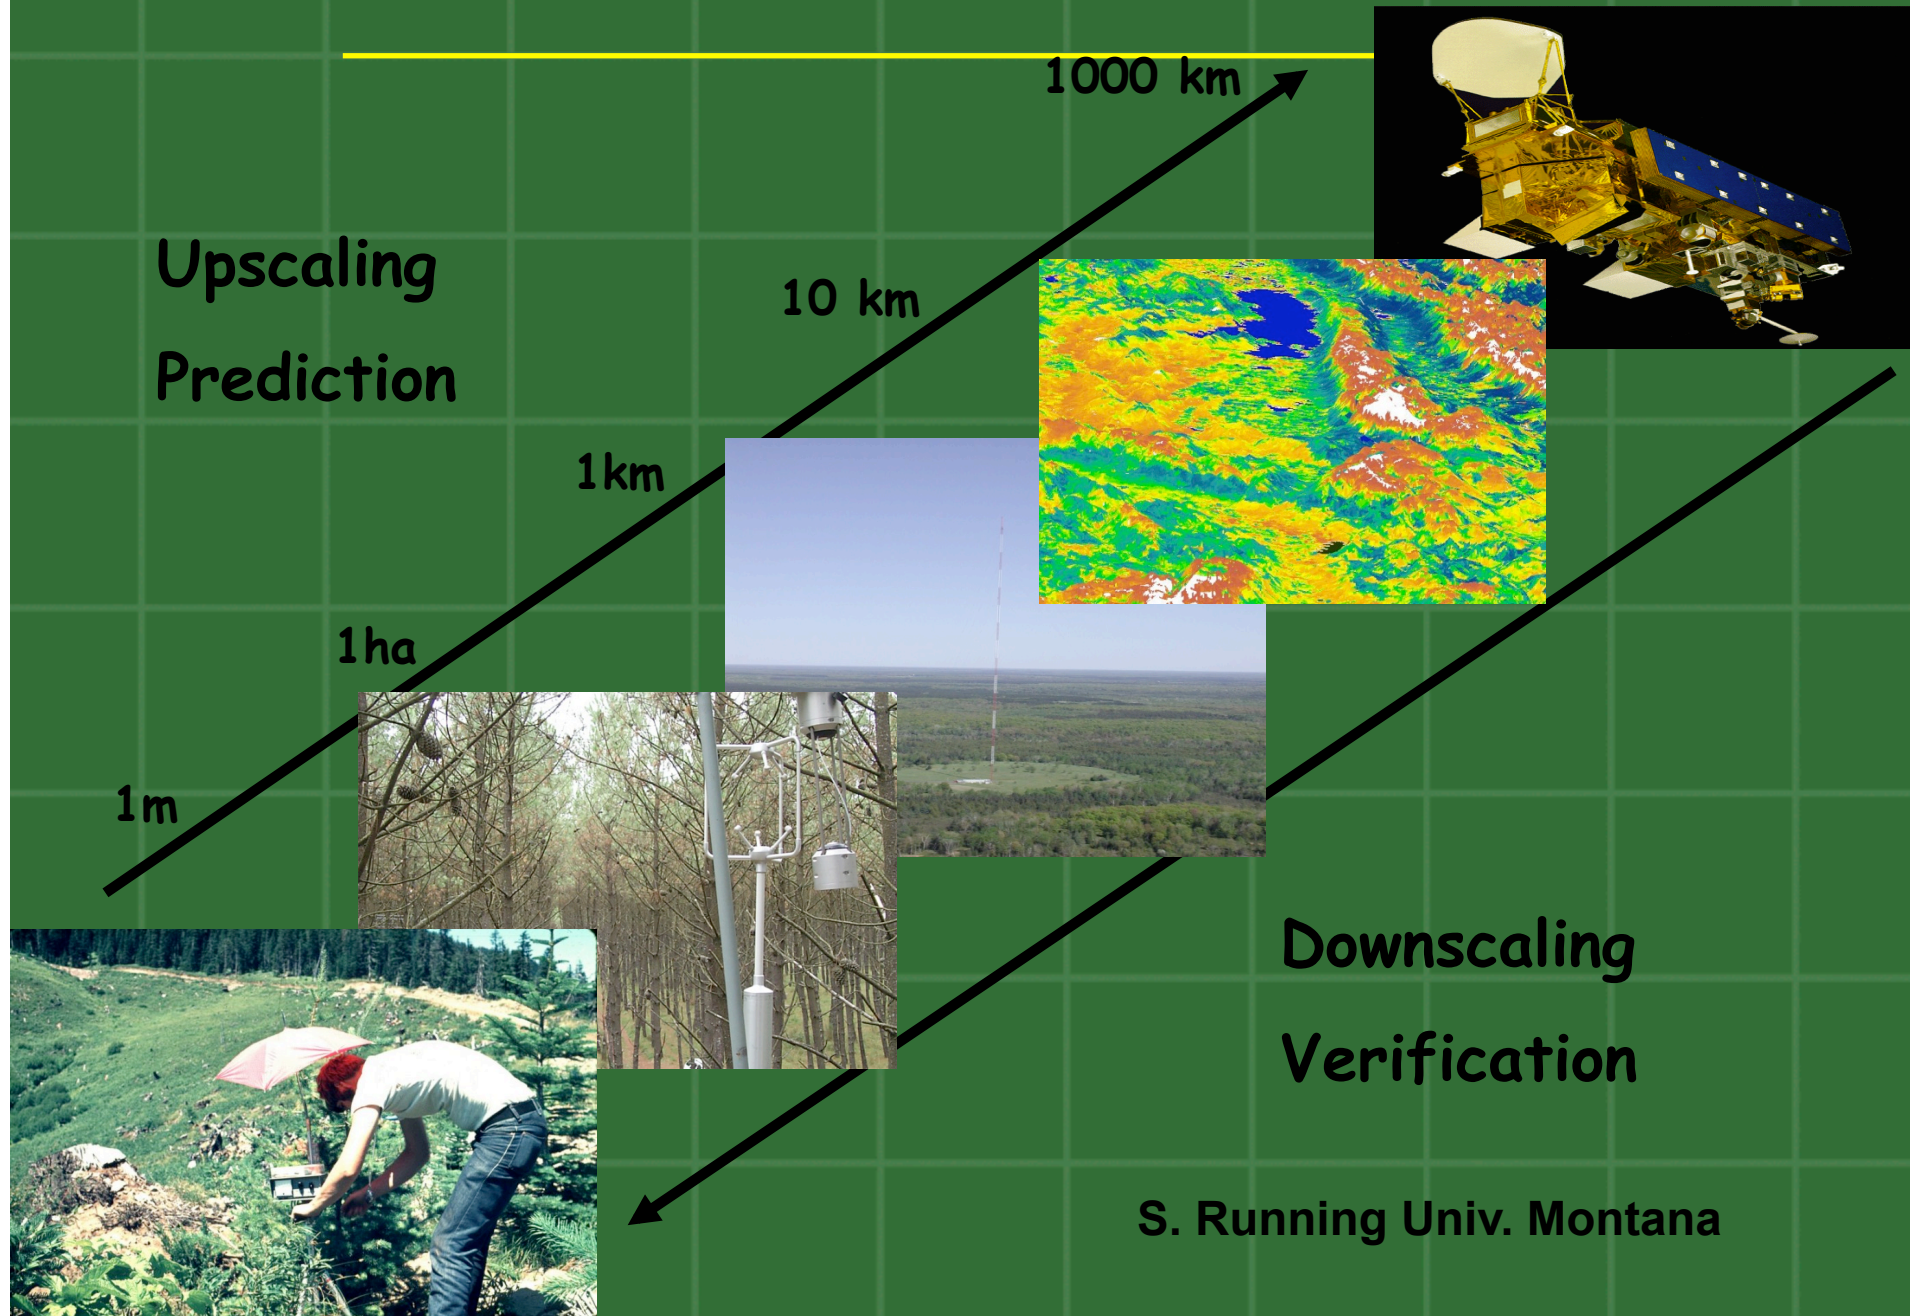 1000 km
Upscaling
Prediction
10 km
1km
1ha
1m
Downscaling
Verification
S. Running Univ. Montana